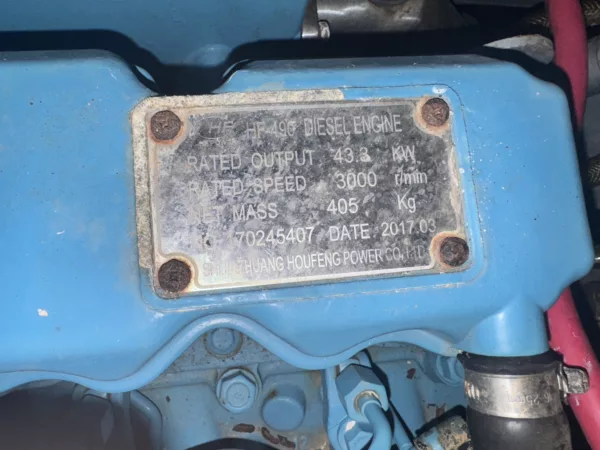 HF HF-490 DIESEL ENGINE
RATED OUTPUT 43.3 KW
RATED SPEED 3000 r/min
NET MASS 405 Kg
70245407 DATE 2017.03
HOUFENG POWER CO.,LTD